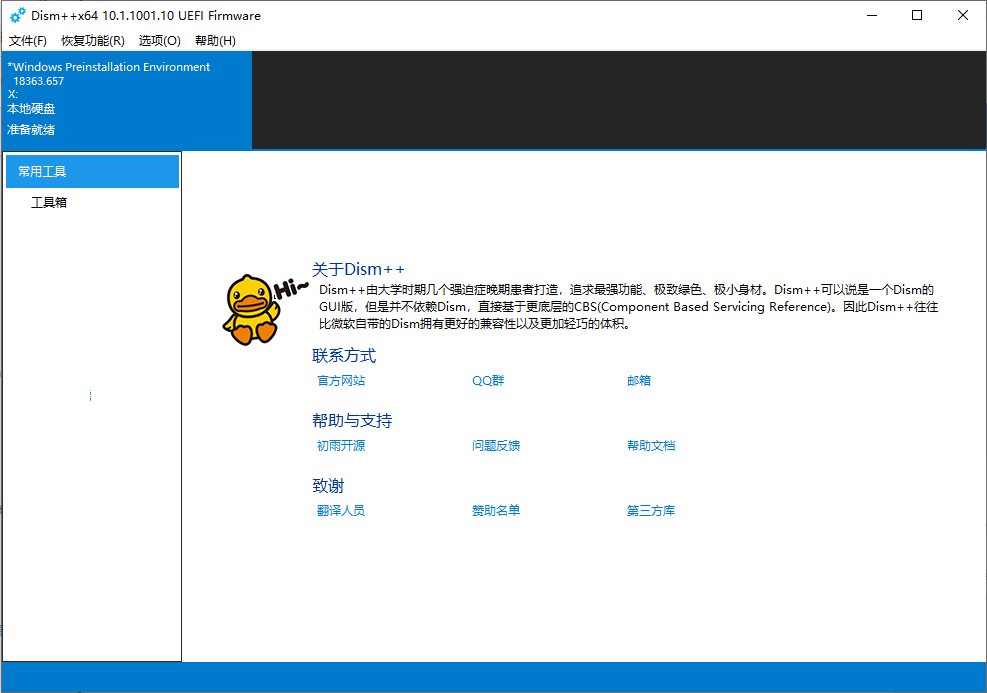 Dism++x64 10.1.1001.10 UEFI Firmware
文件(F) 恢复功能(R) 选项(O) 帮助(H)
*Windows Preinstallation Environment
18363.657
X:
本地硬盘
准备就绪
常用工具
工具箱
Hi~
关于Dism++
Dism++由大学时期几个强迫症晚期患者打造，追求最强功能、极致绿色、极小身材。Dism++可以说是一个Dism的
GUI版，但是并不依赖Dism，直接基于更底层的CBS(Component Based Servicing Reference)。因此Dism++往往
比微软自带的Dism拥有更好的兼容性以及更加轻巧的体积。
联系方式
官方网站 QQ群 邮箱
帮助与支持
初雨开源 问题反馈 帮助文档
致谢
翻译人员 赞助名单 第三方库